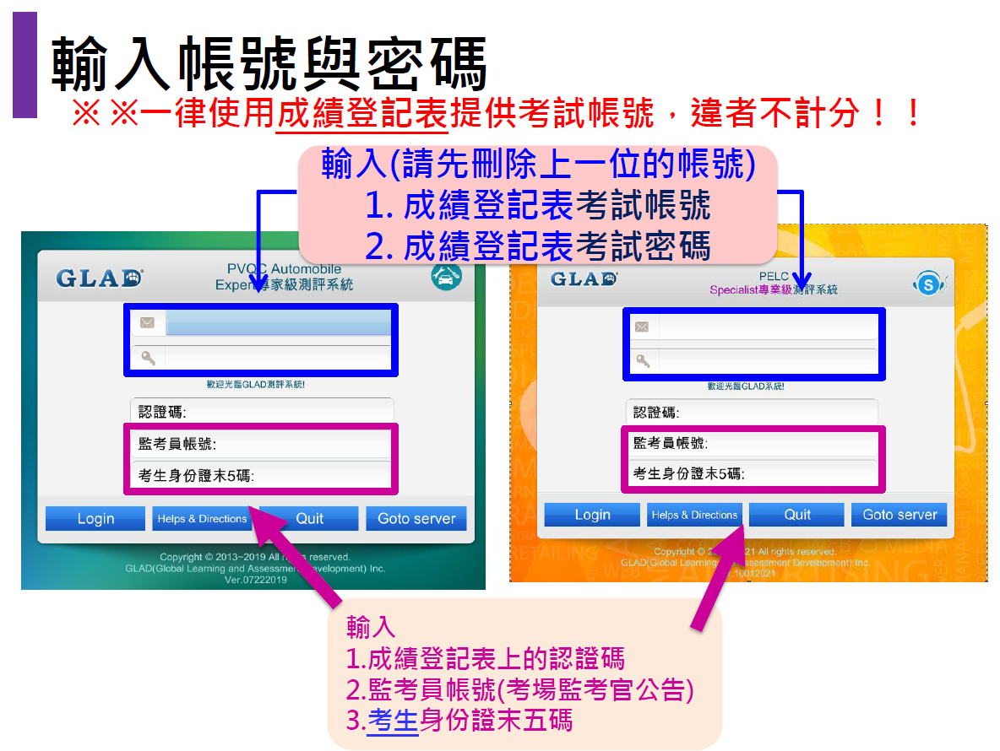 輸入帳號與密碼
※ ※一律使用成績登記表提供考試帳號，違者不計分！！
輸入(請先刪除上一位的帳號)
1. 成績登記表考試帳號
2. 成績登記表考試密碼
GLAD
PVQC Automobile
Expert專家級測評系統
歡迎光臨GLAD測評系統!
認證碼:
監考員帳號:
考生身份證末5碼:
Login
Helps & Directions
Quit
Goto server
Copyright © 2013~2019 All rights reserved.
GLAD(Global Learning and Assessment Development) Inc.
Ver.07222019
GLAD
PELC
Specialist專業級測評系統
S
歡迎光臨GLAD系統!
認證碼:
監考員帳號:
考生身份證末5碼:
Login
Helps & Directions
Quit
Goto server
Copyright © 2 21 All rights reserved.
GLAD(Global Learning Assessment Development) Inc.
10012021
輸入
1.成績登記表上的認證碼
2.監考員帳號(考場監考官公告)
3.考生身份證末五碼